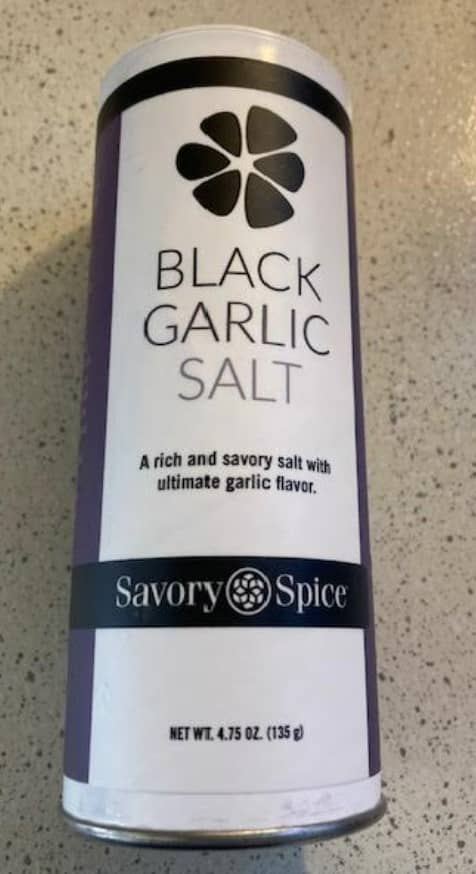 BLACK
GARLIC
SALT
A rich and savory salt with
ultimate garlic flavor.
Savory Spice
NET WT. 4.75 OZ. (135 g)